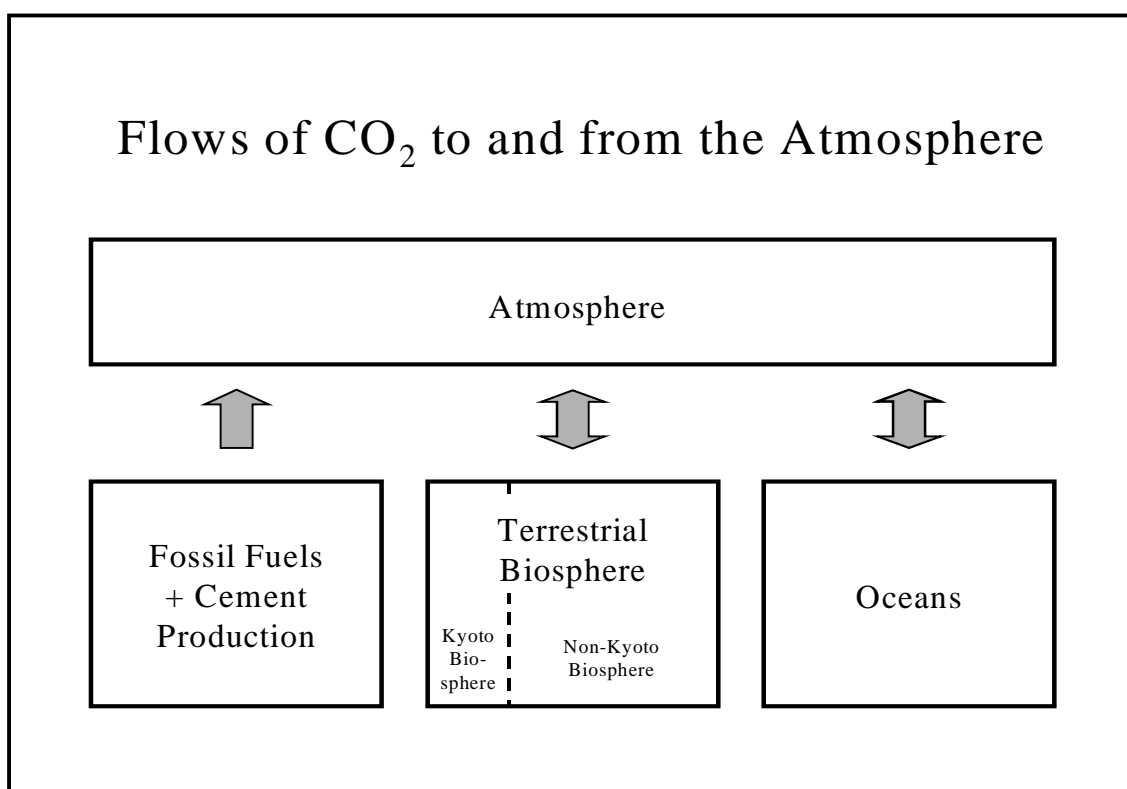 Flows of CO₂ to and from the Atmosphere
Atmosphere
Fossil Fuels
+ Cement
Production
Terrestrial
Biosphere
Kyoto
Bio-
sphere
Non-Kyoto
Biosphere
Oceans